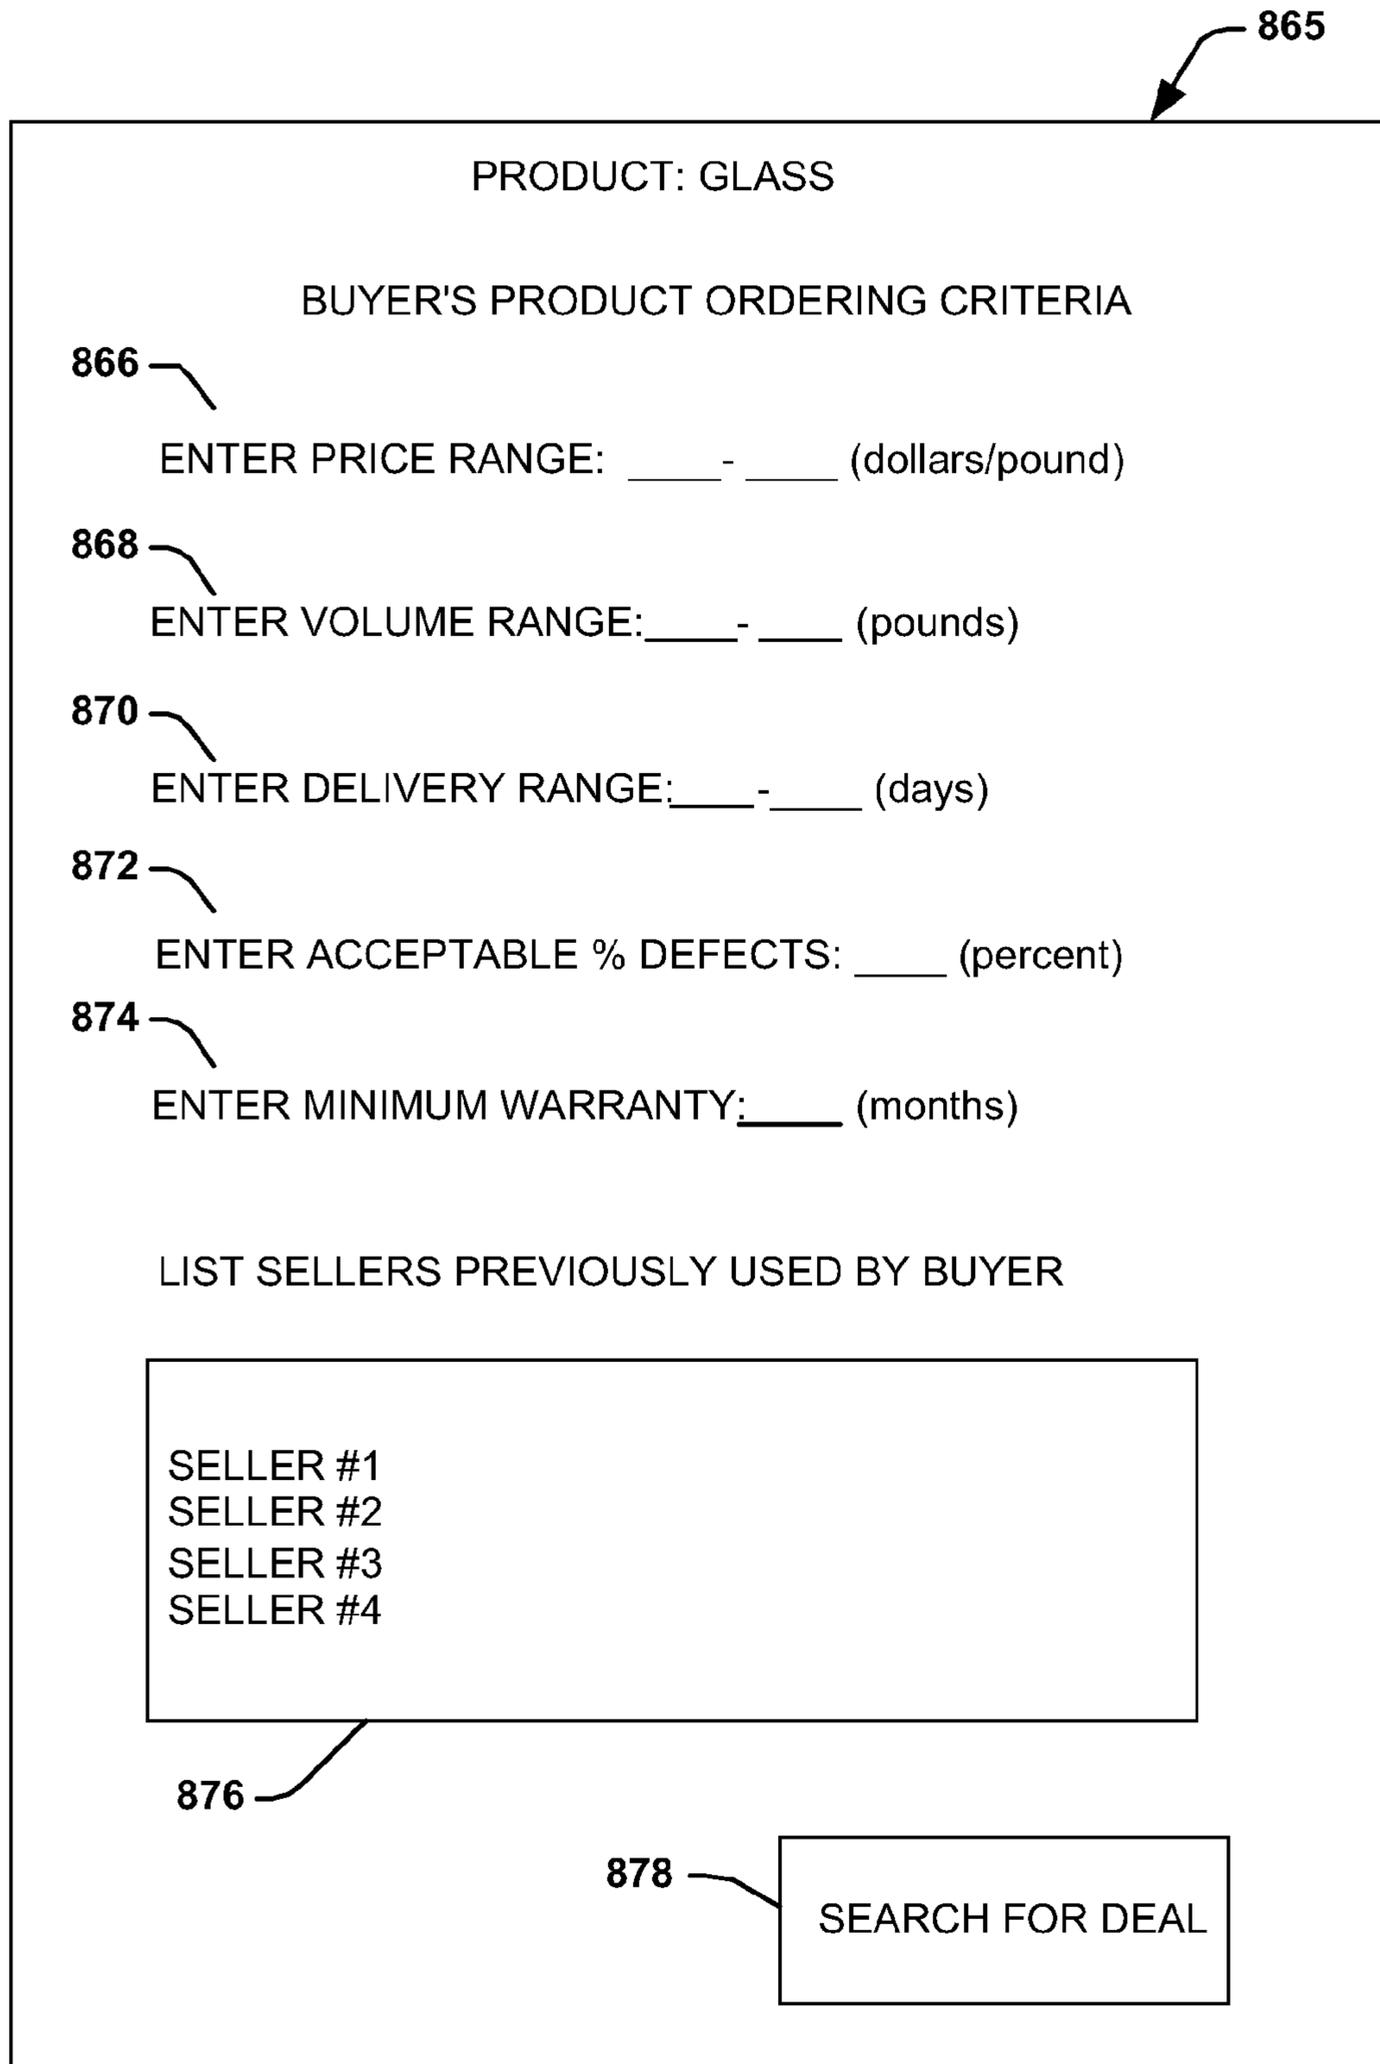 865
PRODUCT: GLASS
BUYER'S PRODUCT ORDERING CRITERIA
866
ENTER PRICE RANGE: ____- ____ (dollars/pound)
868
ENTER VOLUME RANGE:____- ____ (pounds)
870
ENTER DELIVERY RANGE:____-____ (days)
872
ENTER ACCEPTABLE % DEFECTS: ____ (percent)
874
ENTER MINIMUM WARRANTY:____ (months)
LIST SELLERS PREVIOUSLY USED BY BUYER
SELLER #1
SELLER #2
SELLER #3
SELLER #4
876
878
SEARCH FOR DEAL